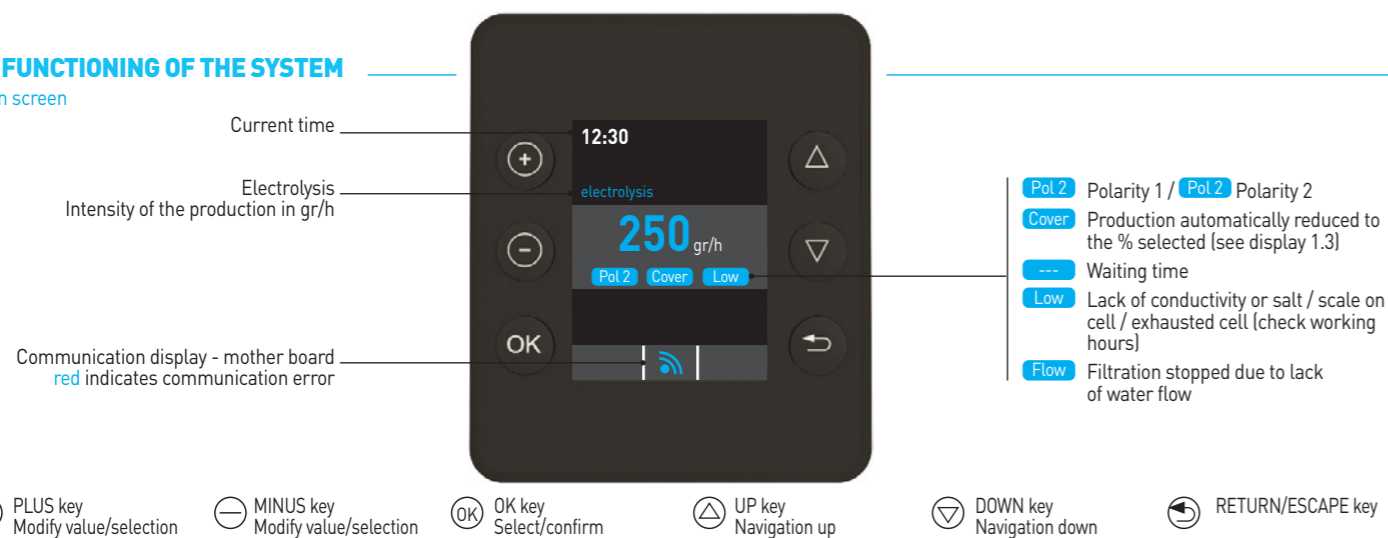 FUNCTIONING OF THE SYSTEM
n screen
Current time
Electrolysis
Intensity of the production in gr/h
Communication display - mother board
red indicates communication error
12:30
electrolysis
250 gr/h
Pol 2 Cover Low
OK
Pol 2 Polarity 1 / Pol 2 Polarity 2
Cover Production automatically reduced to
the % selected (see display 1.3)
--- Waiting time
Low Lack of conductivity or salt / scale on
cell / exhausted cell (check working
hours)
Flow Filtration stopped due to lack
of water flow
PLUS key
Modify value/selection
MINUS key
Modify value/selection
OK OK key
Select/confirm
UP key
Navigation up
DOWN key
Navigation down
RETURN/ESCAPE key